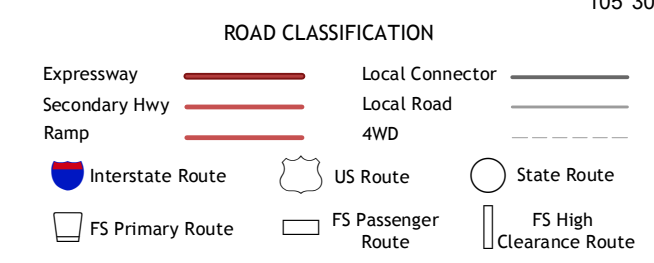 105 30
ROAD CLASSIFICATION
Expressway
Local Connector
Secondary Hwy
Local Road
Ramp
4WD
Interstate Route
US Route
State Route
FS Primary Route
FS Passenger
Route
FS High
Clearance Route